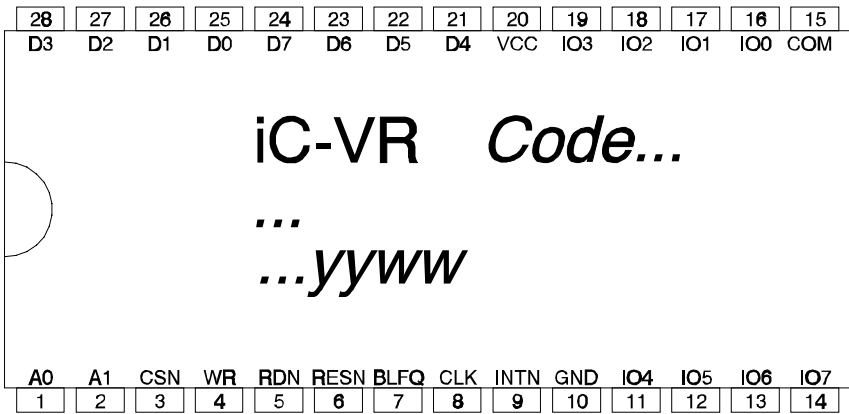 28 27 26 25 24 23 22 21 20 19 18 17 16 15
D3 D2 D1 D0 D7 D6 D5 D4 VCC IO3 IO2 IO1 IO0 COM
iC-VR Code...
...
...yyww
A0 A1 CSN WR RDN RESN BLFQ CLK INTN GND IO4 IO5 IO6 IO7
1 2 3 4 5 6 7 8 9 10 11 12 13 14